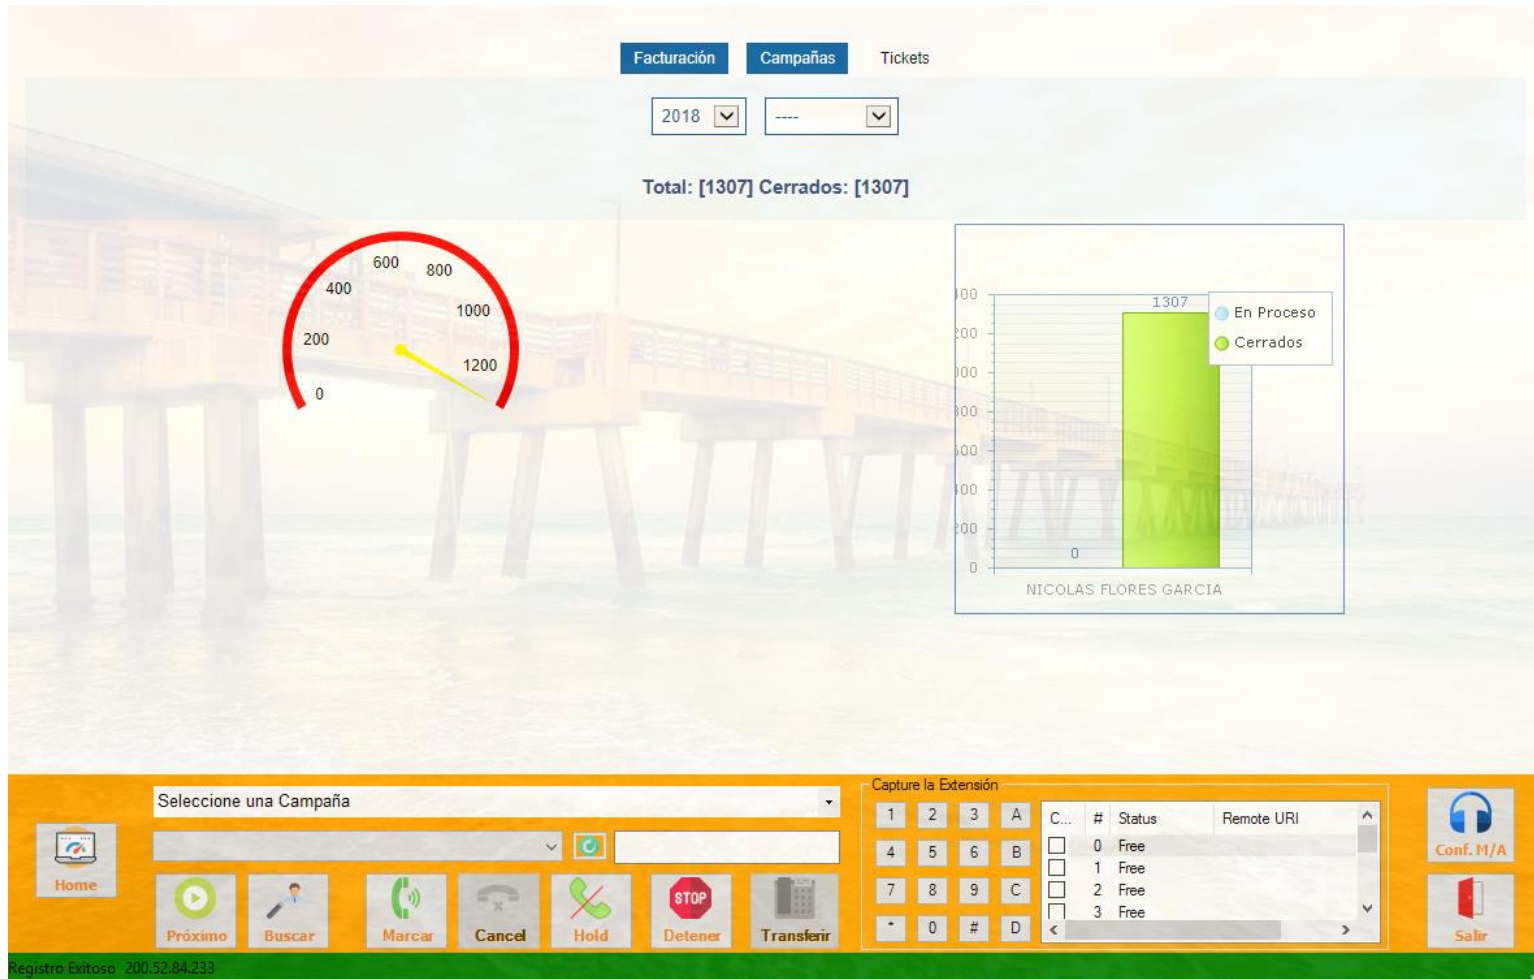 Facturación Campañas Tickets
2018 ----
Total: [1307] Cerrados: [1307]
600 800
400
1000
200
1200
0
1307
En Proceso
Cerrados
0
0
NICOLAS FLORES GARCIA
Capture la Extensión
Seleccione una Campaña
1 2 3 A
4 5 6 B
7 8 9 C
* 0 # D
C... # Status Remote URI
0 Free
1 Free
2 Free
3 Free
Home
STOP
Próximo Buscar Marcar Cancel Hold Detener Transferir
Conf. M/A
Salir
Registro Exitoso 200.52.84.233